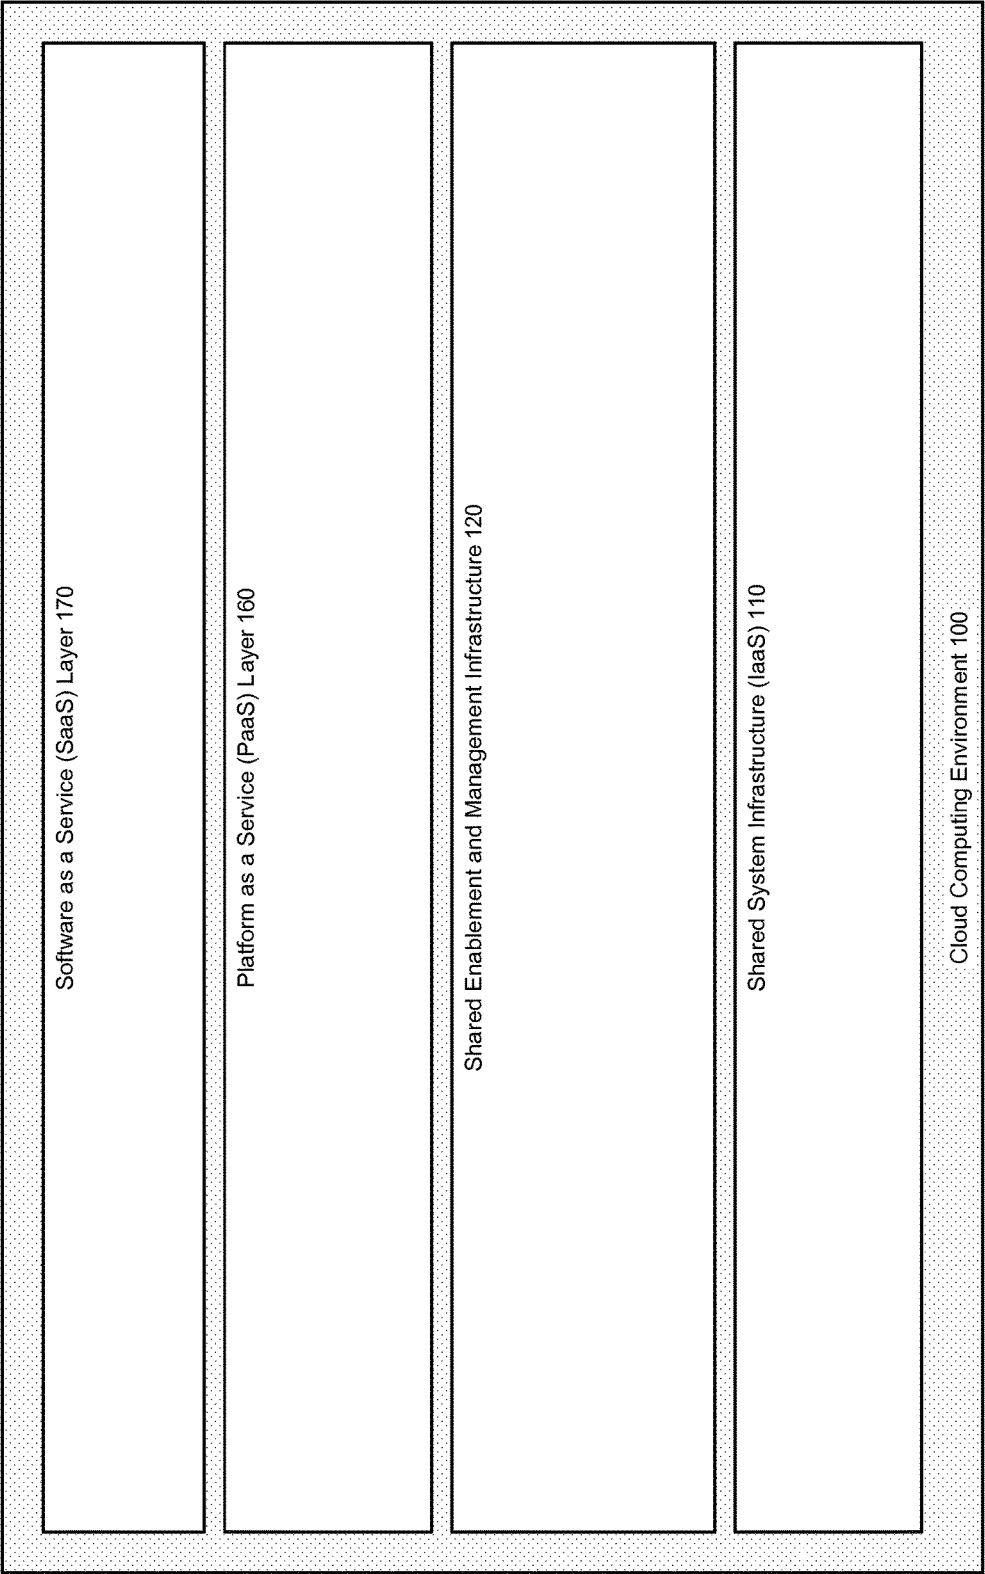 Software as a Service (SaaS) Layer 170
Platform as a Service (PaaS) Layer 160
Shared Enablement and Management Infrastructure 120
Shared System Infrastructure (IaaS) 110
Cloud Computing Environment 100